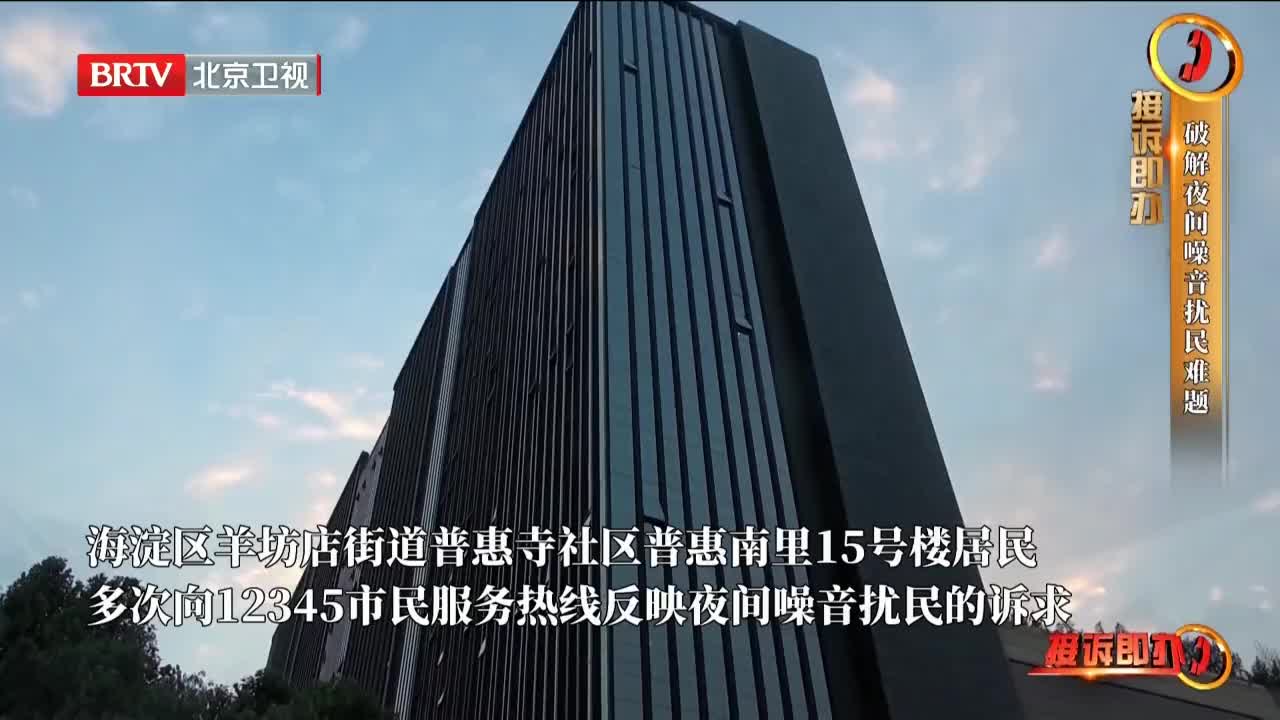 BRTV 北京卫视
接诉即办
破解夜间噪音扰民难题
海淀区羊坊店街道普惠寺社区普惠南里15号楼居民
多次向12345市民服务热线反映夜间噪音扰民的诉求
接诉即办